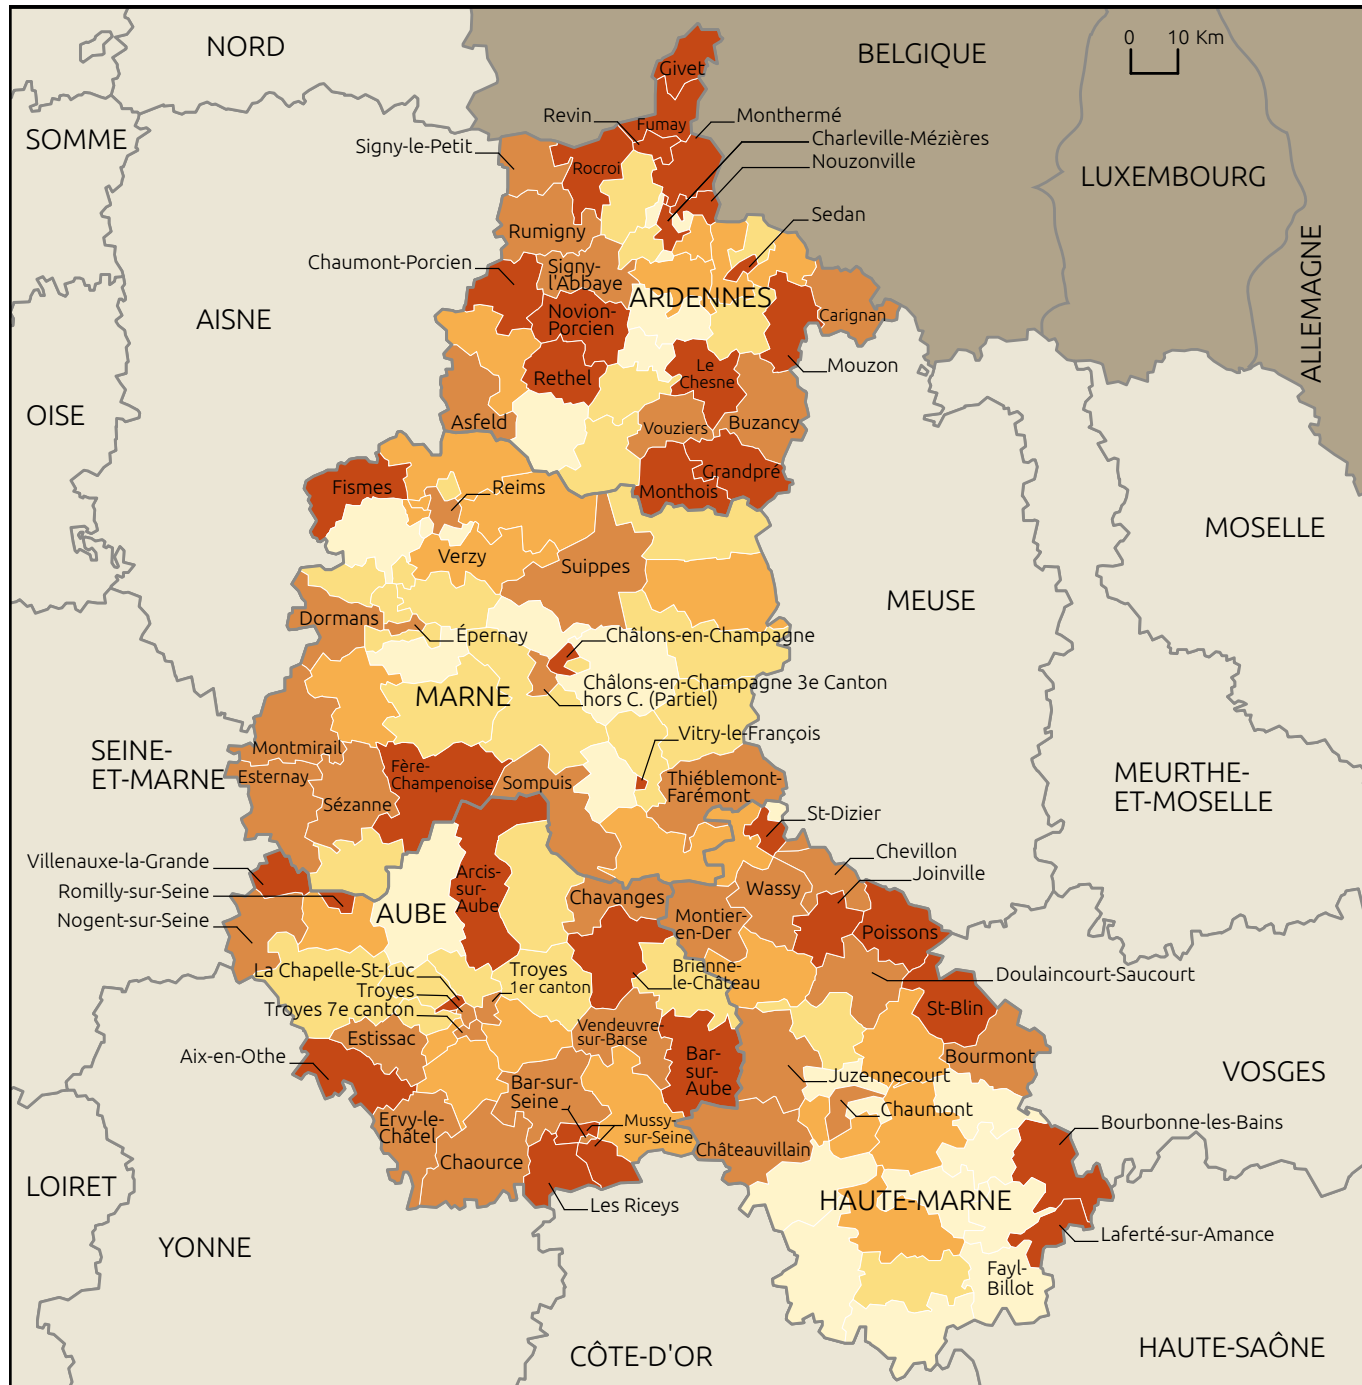 NORD
BELGIQUE
0 10 Km
Givet
Revin
Fumay
Monthermé
SOMME
Signy-le-Petit
Charleville-Mézières
Rocroi
Nouzonville
LUXEMBOURG
Sedan
Rumigny
ALLEMAGNE
Chaumont-Porcien
Signy-
l'Abbaye
ARDENNES
AISNE
Novion-
Porcien
Carignan
Mouzon
Rethel
Le
Chesne
OISE
Asfeld
Vouziers
Buzancy
Grandpré
Monthois
Fismes
Reims
MOSELLE
Verzy
Suippes
MEUSE
Dormans
Épernay
Châlons-en-Champagne
MARNE
Châlons-en-Champagne 3e Canton
hors C. (Partiel)
Vitry-le-François
SEINE-
ET-MARNE
Montmirail
Esternay
Fère-
Champenoise
Sompuis
Thiéblemont-
Farémont
MEURTHE-
ET-MOSELLE
Sézanne
St-Dizier
Villenauxe-la-Grande
Chevillon
Joinville
Romilly-sur-Seine
Arcis-
sur-
Aube
Wassy
Chavanges
Nogent-sur-Seine
AUBE
Montier-
en-Der
Poissons
La Chapelle-St-Luc
Troyes
1er canton
Brienne-
le-Château
Doulaincourt-Saucourt
Troyes
Troyes 7e canton
St-Blin
Estissac
Vendeuvre-
sur-Barse
Aix-en-Othe
Bar-
sur-
Aube
Bourmont
VOSGES
Juzennecourt
Bar-sur-
Seine
Chaumont
Ervy-le-
Châtel
Mussy-
sur-Seine
Bourbonne-les-Bains
Châteauvillain
Chaource
LOIRET
HAUTE-MARNE
Les Riceys
Laferté-sur-Amance
YONNE
Fayl-
Billot
CÔTE-D'OR
HAUTE-SAÔNE